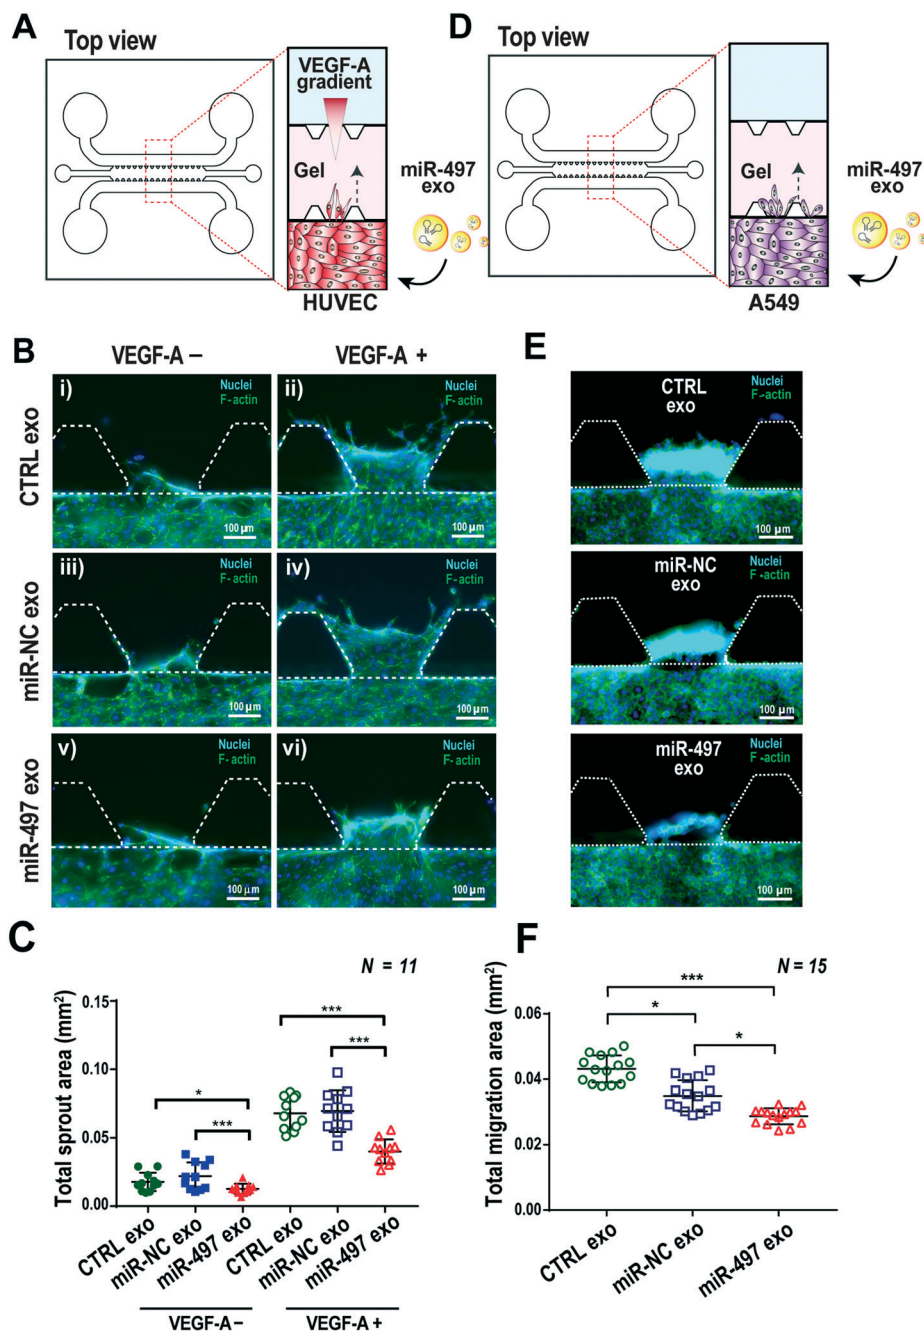 A
Top view
VEGF-A
gradient
Gel
HUVEC
miR-497
exo
D
Top view
Gel
A549
miR-497
exo
B
VEGF-A –
VEGF-A +
CTRL exo
i)
Nuclei
F- actin
100 µm
ii)
Nuclei
F- actin
100 µm
miR-NC exo
iii)
Nuclei
F- actin
100 µm
iv)
Nuclei
F- actin
100 µm
miR-497 exo
v)
Nuclei
F- actin
100 µm
vi)
Nuclei
F- actin
100 µm
E
CTRL
exo
Nuclei
F -actin
100 µm
miR-NC
exo
Nuclei
F -actin
100 µm
miR-497
exo
Nuclei
F -actin
100 µm
C
N = 11
Total sprout area (mm²)
0.15
0.10
0.05
0.00
*
***
***
***
CTRL exo
miR-NC exo
miR-497 exo
CTRL exo
miR-NC exo
miR-497 exo
VEGF-A –
VEGF-A +
F
N = 15
Total migration area (mm²)
0.06
0.04
0.02
0.00
***
*
*
CTRL exo
miR-NC exo
miR-497 exo